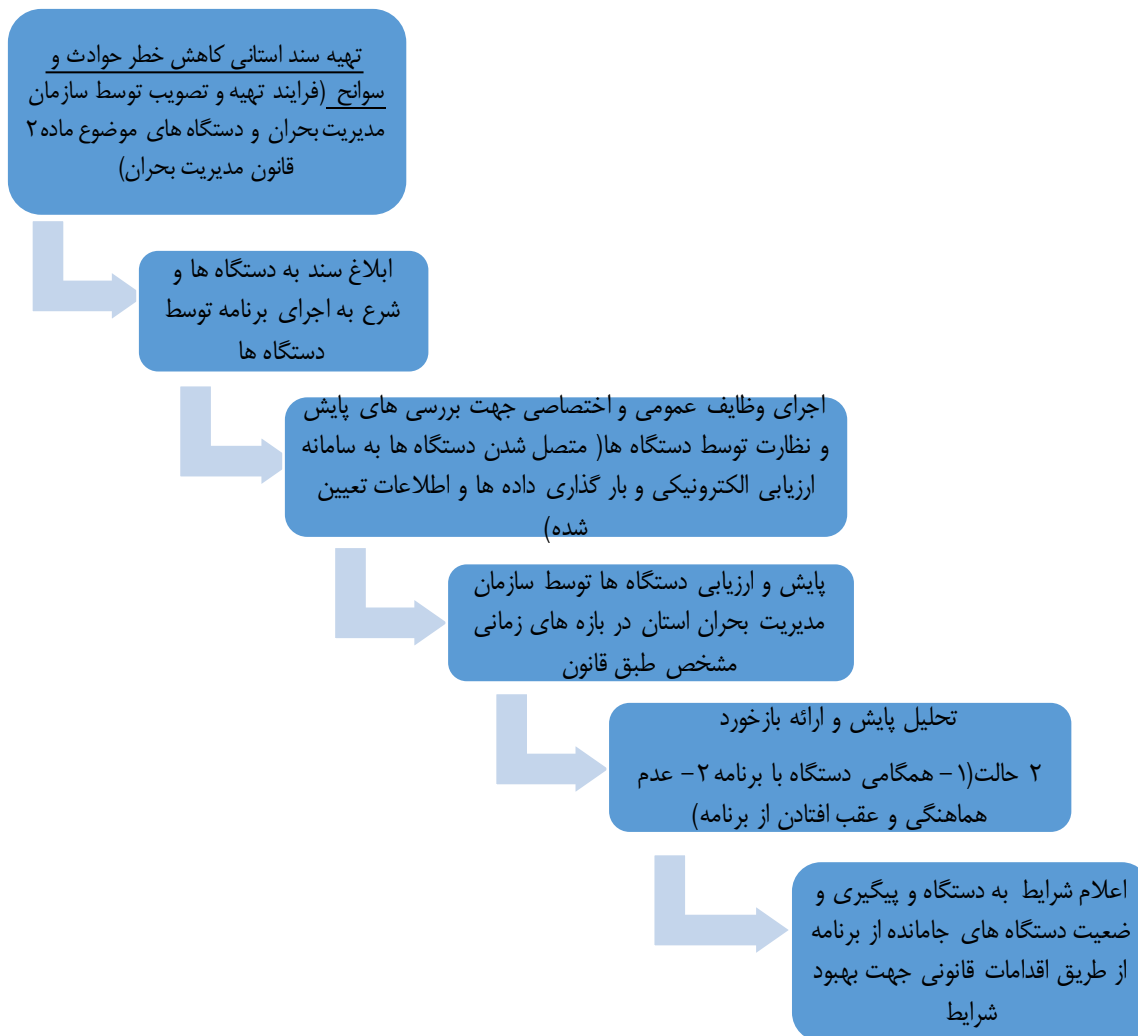 تهیه سند استانی کاهش خطر حوادث و
سوانح (فرایند تهیه و تصویب توسط سازمان
مدیریت بحران و دستگاه های موضوع ماده ۲
قانون مدیریت بحران)
ابلاغ سند به دستگاه ها و
شرع به اجرای برنامه توسط
دستگاه ها
اجرای وظایف عمومی و اختصاصی جهت بررسی های پایش
و نظارت توسط دستگاه ها( متصل شدن دستگاه ها به سامانه
ارزیابی الکترونیکی و بار گذاری داده ها و اطلاعات تعیین
شده)
پایش و ارزیابی دستگاه ها توسط سازمان
مدیریت بحران استان در بازه های زمانی
مشخص طبق قانون
تحلیل پایش و ارائه بازخورد
۲ حالت(۱- همگامی دستگاه با برنامه ۲- عدم
هماهنگی و عقب افتادن از برنامه)
اعلام شرایط به دستگاه و پیگیری و
ضعیت دستگاه های جامانده از برنامه
از طریق اقدامات قانونی جهت بهبود
شرایط